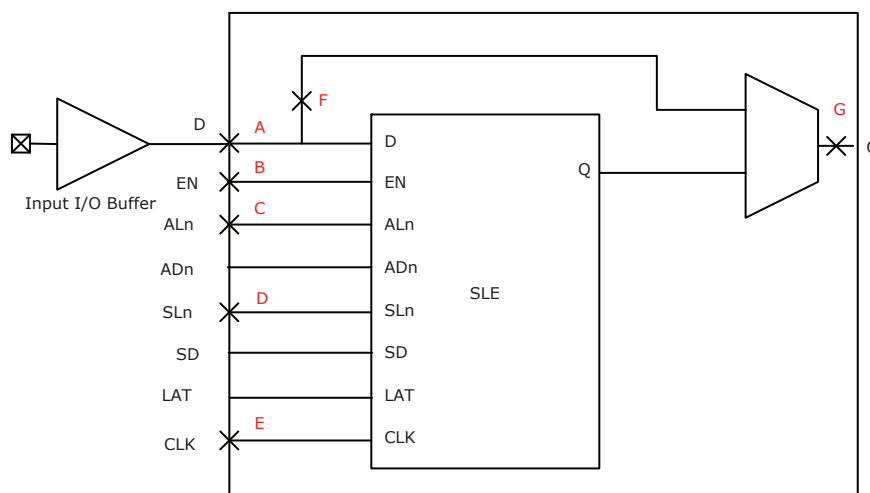 F
G
D
A
D
Q
B
EN
EN
Input I/O Buffer
C
ALn
ALn
ADn
ADn
SLE
D
SLn
SLn
SD
SD
LAT
LAT
E
CLK
CLK